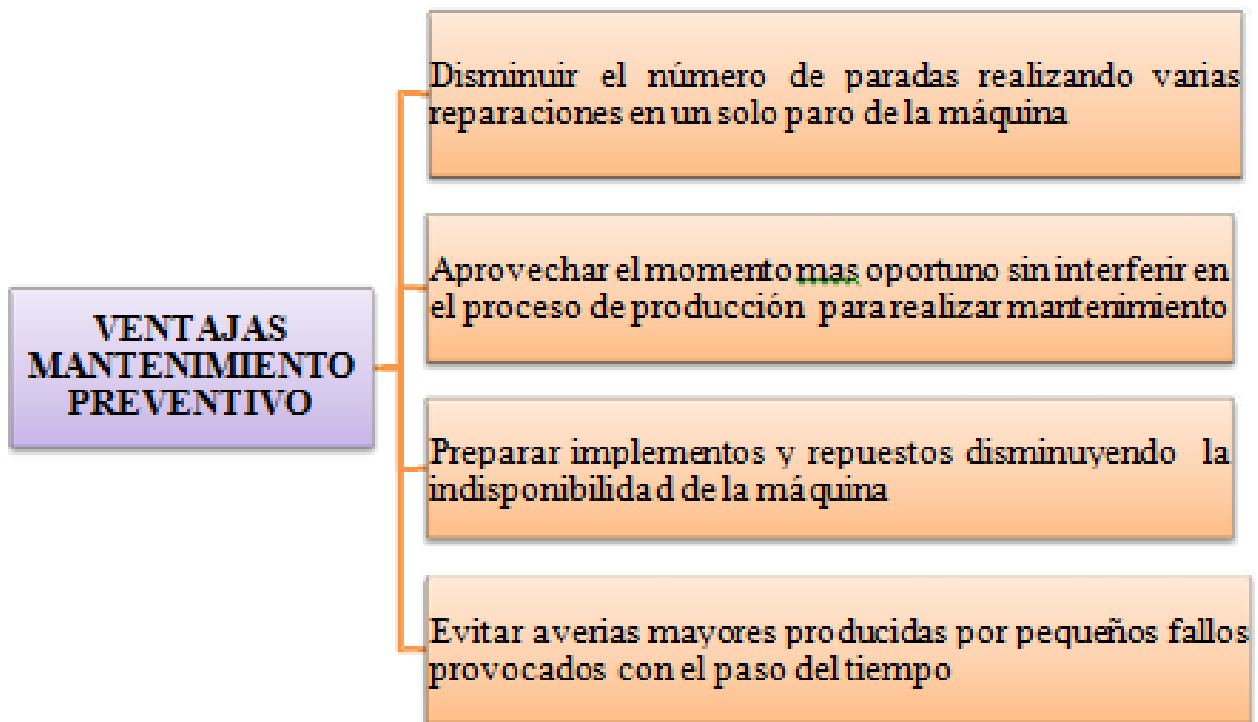 VENTAJAS
MANTENIMIENTO
PREVENTIVO
Disminuir el número de paradas realizando varias
reparaciones en un solo paro de la máquina
Aprovechar el momento mas oportuno sin interferir en
el proceso de producción para realizar mantenimiento
Preparar implementos y repuestos disminuyendo la
indisponibilidad de la máquina
Evitar averias mayores producidas por pequeños fallos
provocados con el paso del tiempo